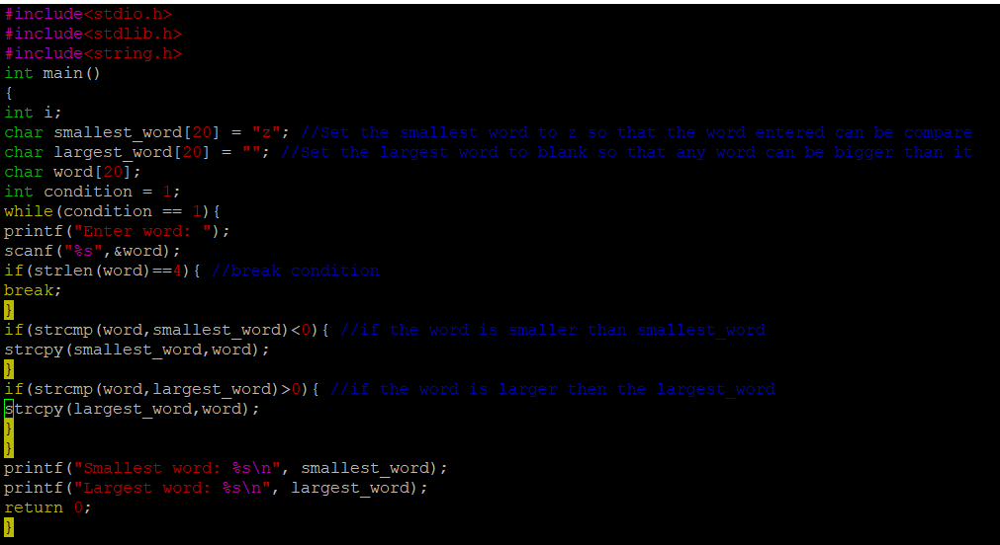 #include<stdio.h>
#include<stdlib.h>
#include<string.h>
int main()
{
int i;
char smallest_word[20] = "z"; //Set the smallest word to z so that the word entered can be compare
char largest_word[20] = ""; //Set the largest word to blank so that any word can be bigger than it
char word[20];
int condition = 1;
while(condition == 1){
printf("Enter word: ");
scanf("%s",&word);
if(strlen(word)==4){ //break condition
break;
}
if(strcmp(word,smallest_word)<0){ //if the word is smaller than smallest_word
strcpy(smallest_word,word);
}
if(strcmp(word,largest_word)>0){ //if the word is larger then the largest_word
strcpy(largest_word,word);
}
}
printf("Smallest word: %s\n", smallest_word);
printf("Largest word: %s\n", largest_word);
return 0;
}